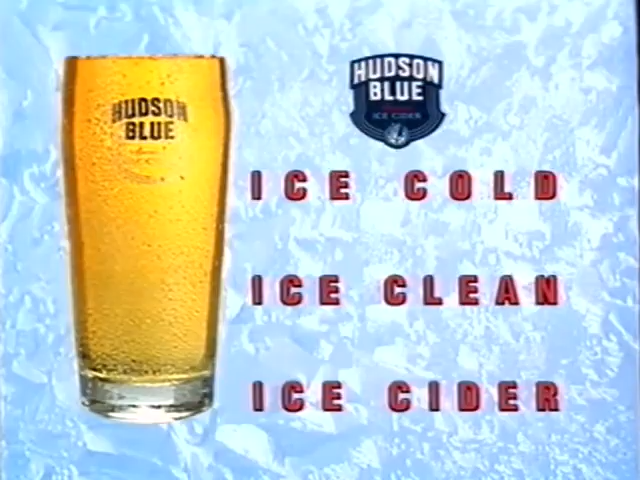 HUDSON
BLUE
HUDSON
BLUE
ICE CIDER
ICE COLD
ICE CLEAN
ICE CIDER